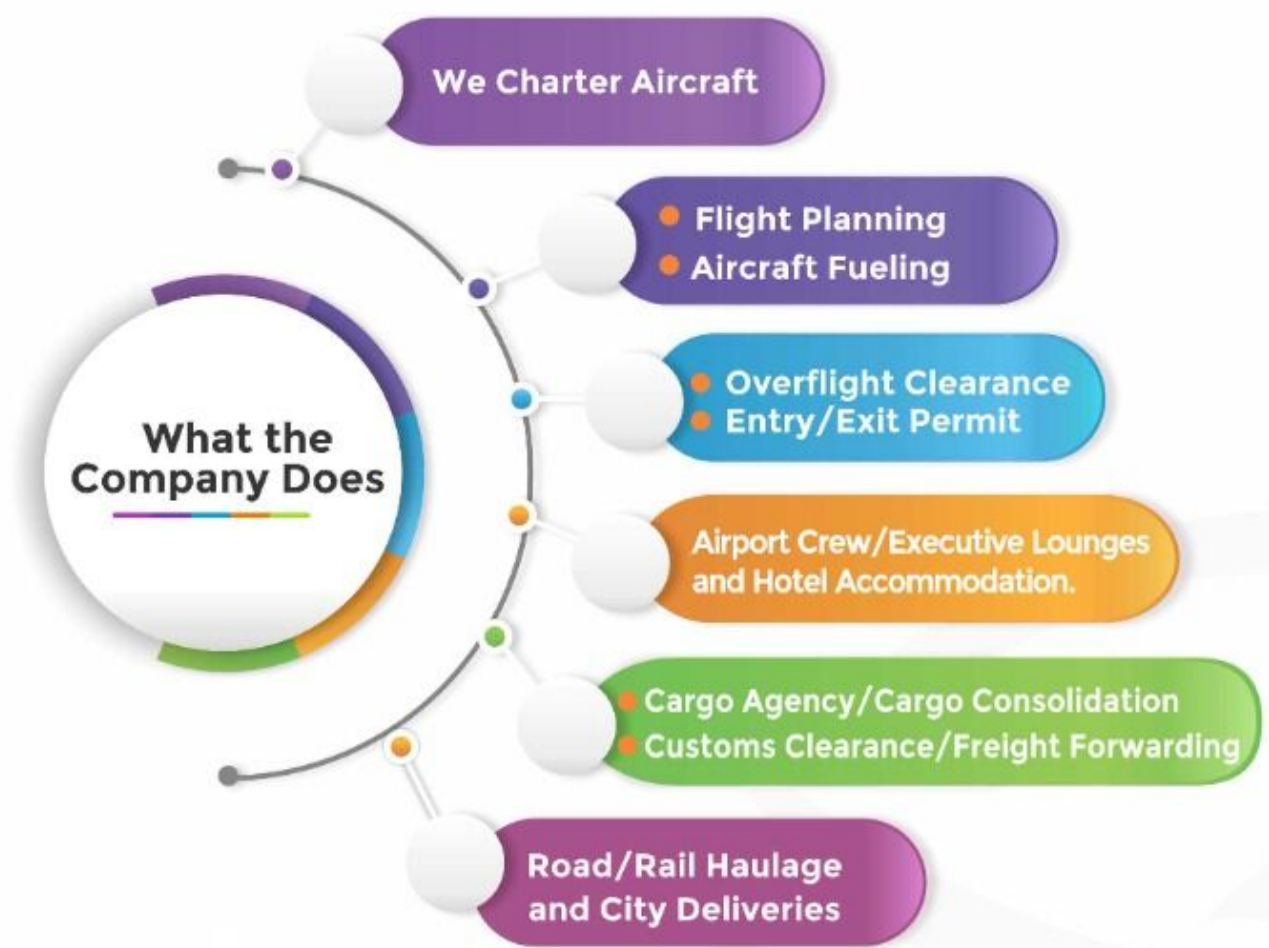 We Charter Aircraft
Flight Planning
Aircraft Fueling
What the
Company Does
Overflight Clearance
Entry/Exit Permit
Airport Crew/Executive Lounges
and Hotel Accommodation.
Cargo Agency/Cargo Consolidation
Customs Clearance/Freight Forwarding
Road/Rail Haulage
and City Deliveries